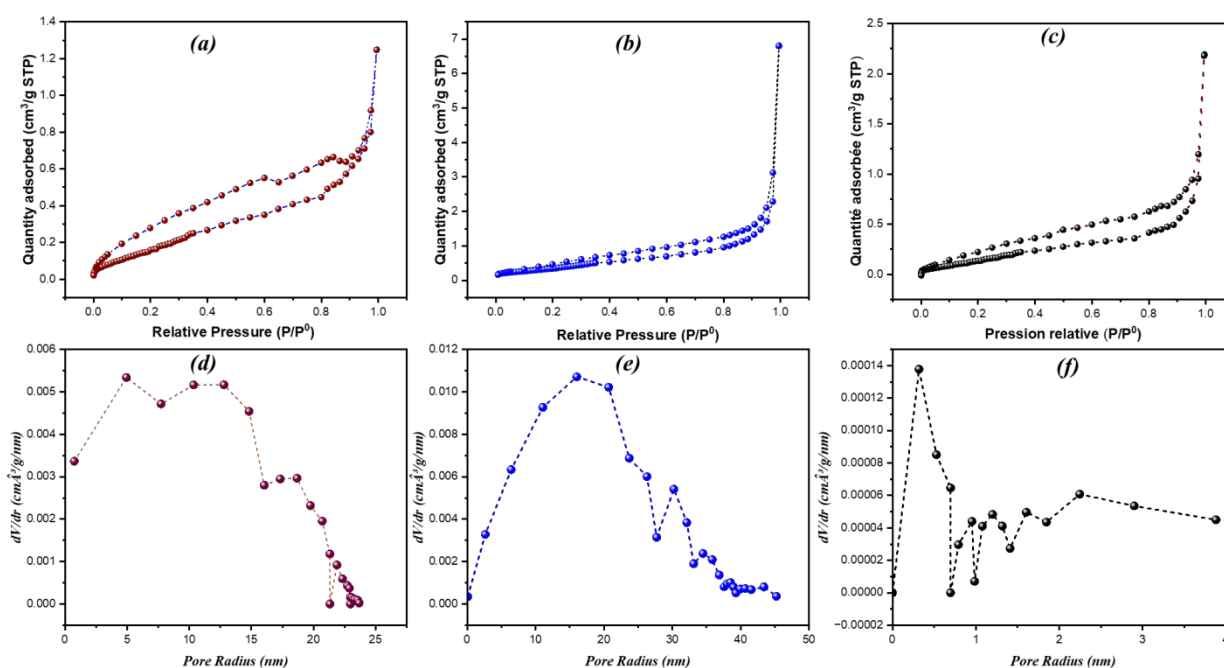 (a)
Quantity adsorbed (cm³/g STP)
1.4
1.2
1.0
0.8
0.6
0.4
0.2
0.0
0.0 0.2 0.4 0.6 0.8 1.0
Relative Pressure (P/P⁰)
(b)
Quantity adsorbed (cm³/g STP)
7
6
5
4
3
2
1
0
0.0 0.2 0.4 0.6 0.8 1.0
Relative Pressure (P/P⁰)
(c)
Quantité adsorbée (cm³/g STP)
2.5
2.0
1.5
1.0
0.5
0.0
0.0 0.2 0.4 0.6 0.8 1.0
Pression relative (P/P⁰)
(d)
dV/dr (cmÂ³/g/nm)
0.006
0.005
0.004
0.003
0.002
0.001
0.000
0 5 10 15 20 25
Pore Radius (nm)
(e)
dV/dr (cmÂ³/g/nm)
0.012
0.010
0.008
0.006
0.004
0.002
0.000
0 10 20 30 40 50
Pore Radius (nm)
(f)
dV/dr (cmÂ³/g/nm)
0.00014
0.00012
0.00010
0.00008
0.00006
0.00004
0.00002
0.00000
−0.00002
0 1 2 3 4
Pore Radius (nm)